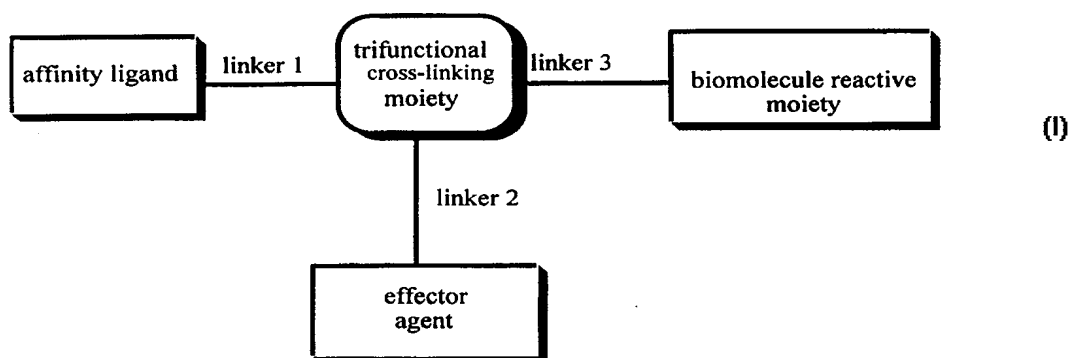 affinity ligand
linker 1
trifunctional
cross-linking
moiety
linker 3
biomolecule reactive
moiety
(I)
linker 2
effector
agent